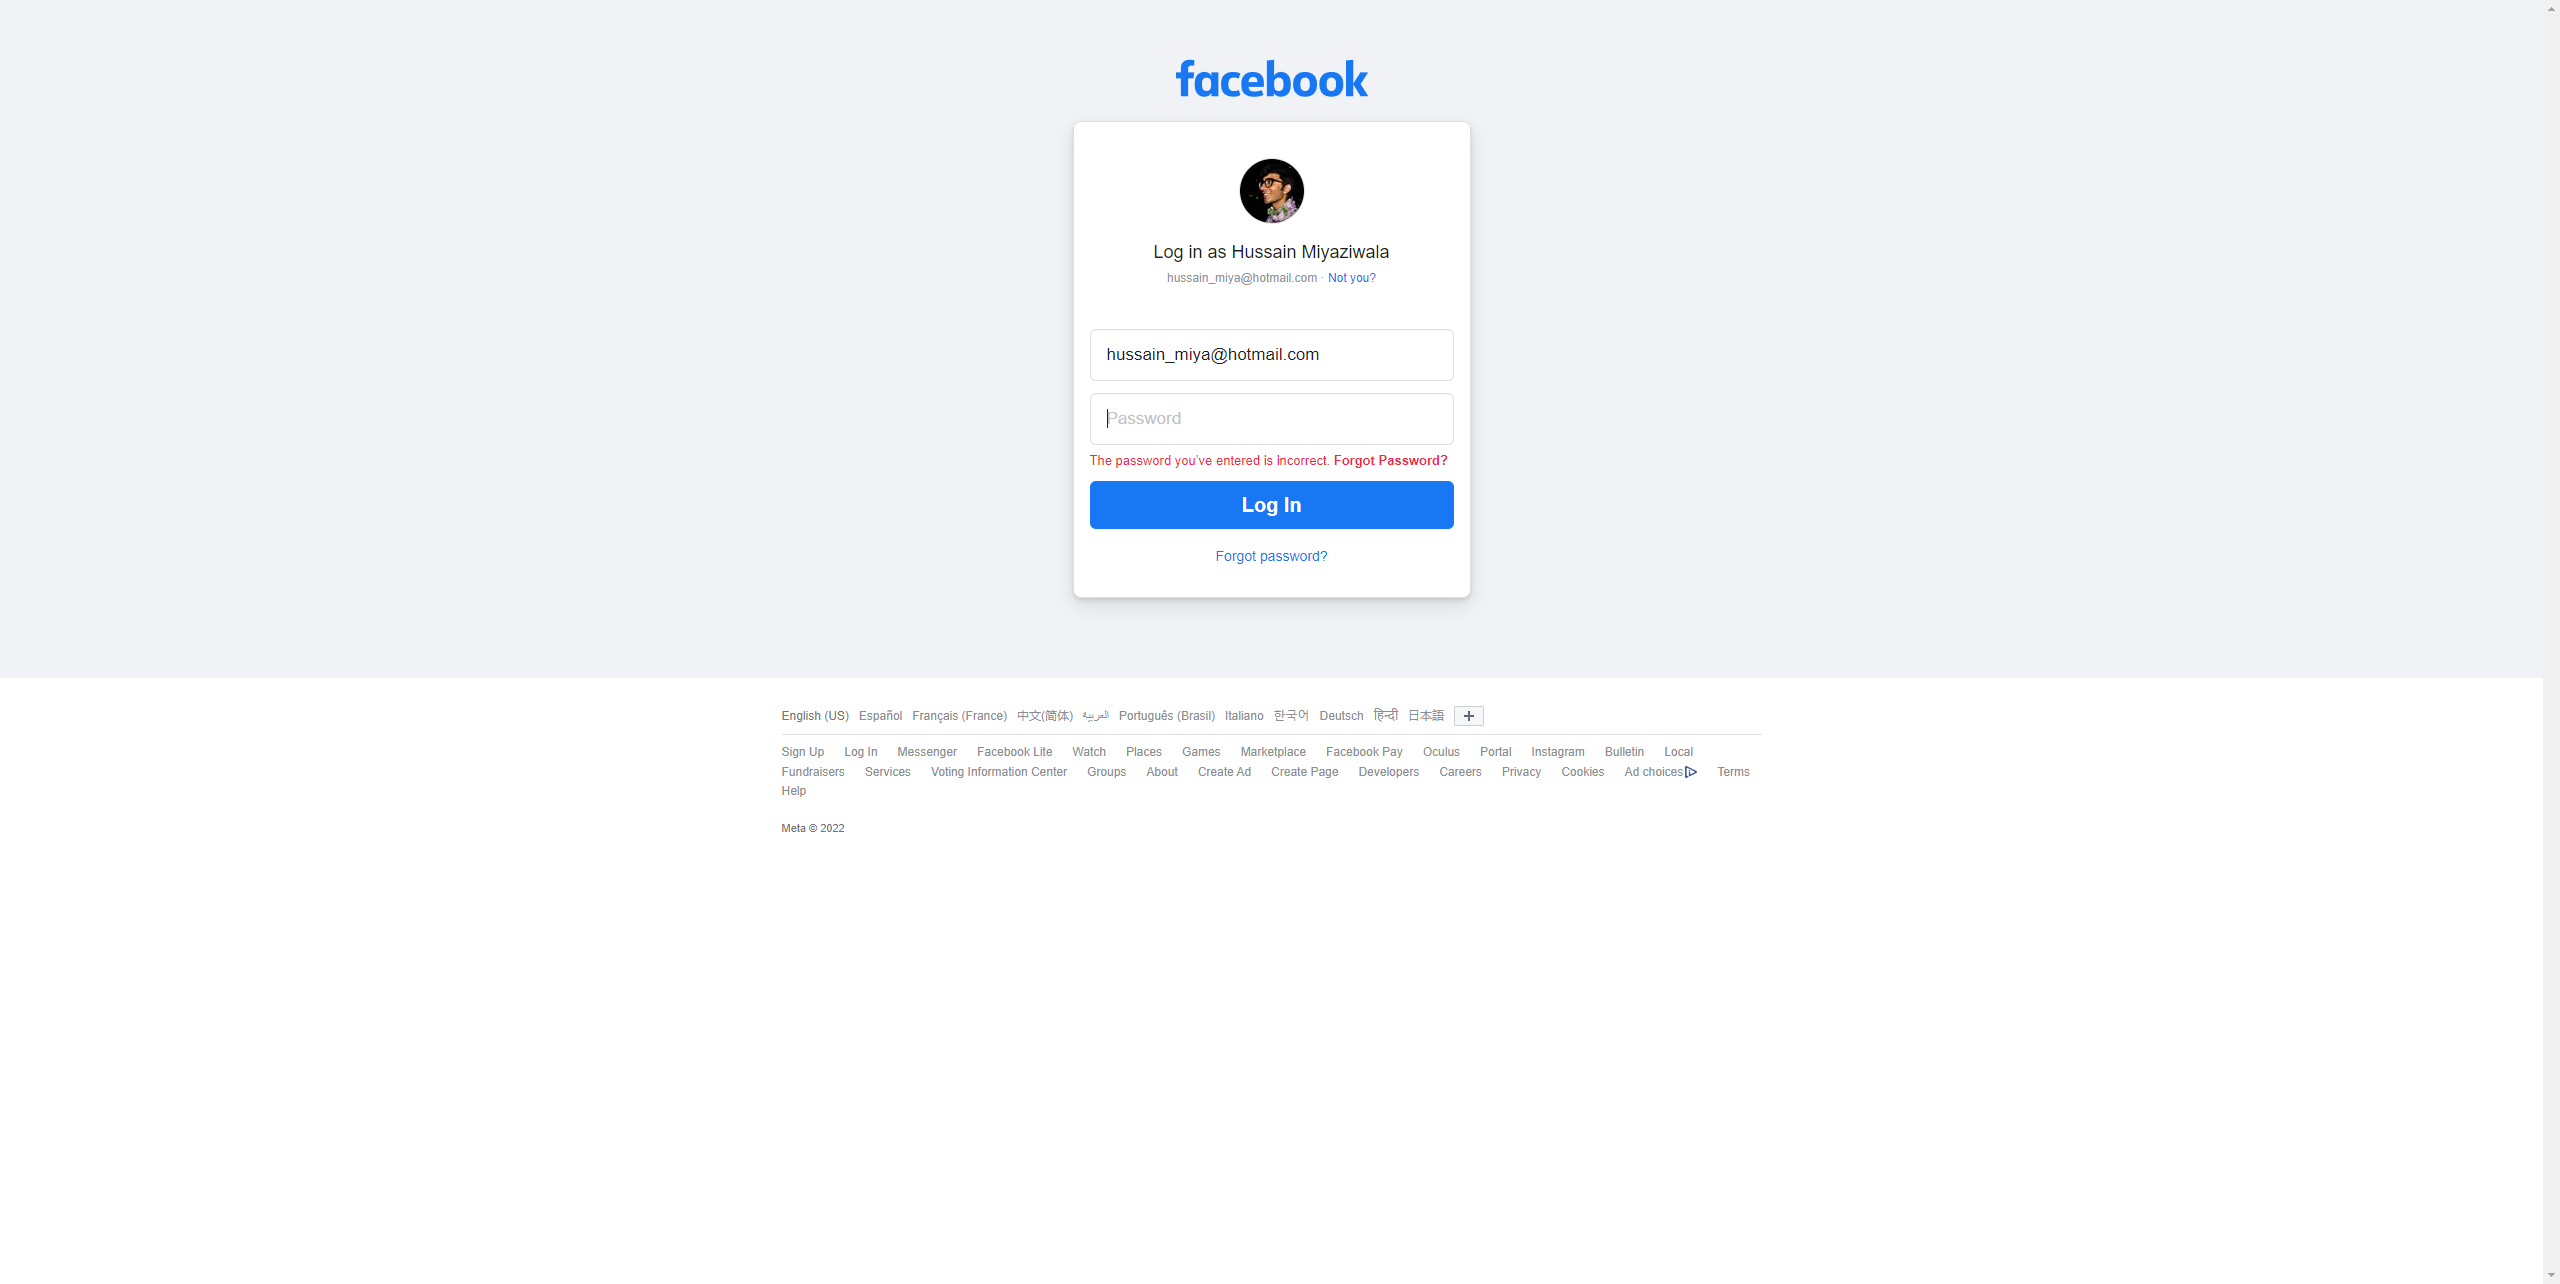 facebook
Log in as Hussain Miyaziwala
hussain_miya@hotmail.com · Not you?
hussain_miya@hotmail.com
Password
The password you've entered is incorrect. Forgot Password?
Log In
Forgot password?
English (US) Español Français (France) 中文(简体) العربية Português (Brasil) Italiano 한국어 Deutsch हिन्दी 日本語
Sign Up Log In Messenger Facebook Lite Watch Places Games Marketplace Facebook Pay Oculus Portal Instagram Bulletin Local
Fundraisers Services Voting Information Center Groups About Create Ad Create Page Developers Careers Privacy Cookies Ad choices Terms
Help
Meta © 2022